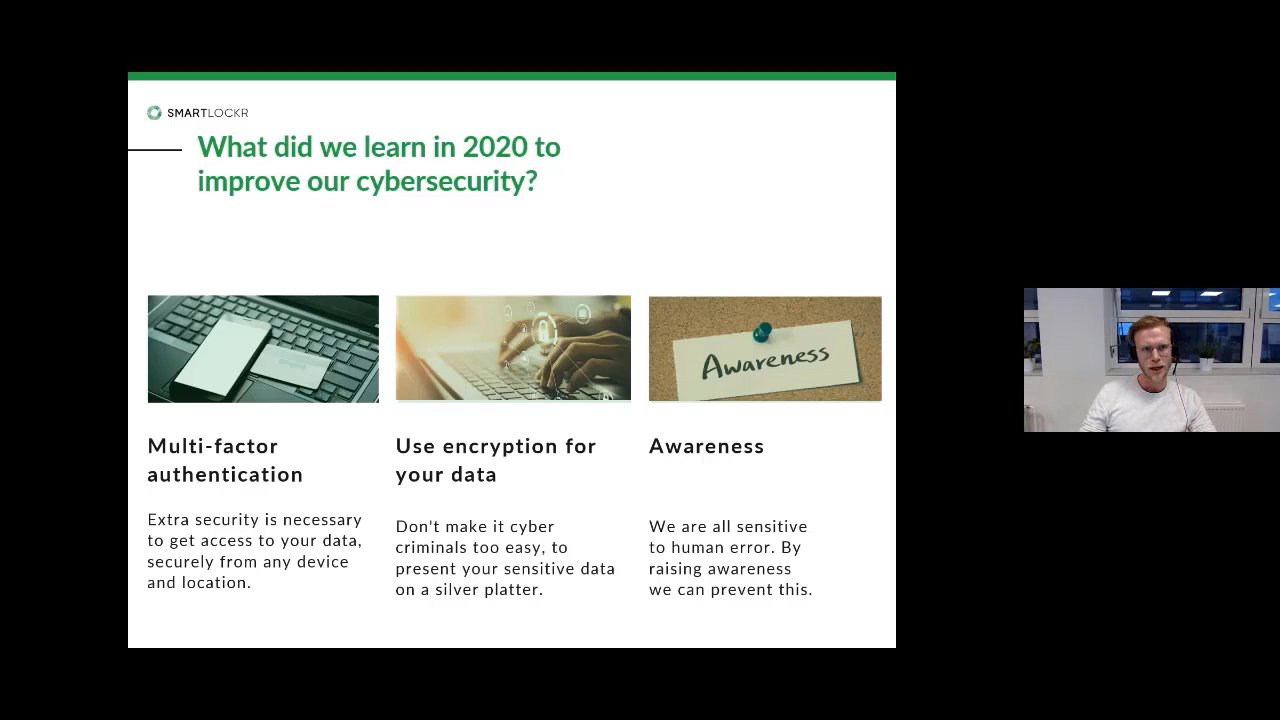 SMARTLOCKR
What did we learn in 2020 to
improve our cybersecurity?
Awareness
Multi-factor
authentication
Extra security is necessary
to get access to your data,
securely from any device
and location.
Use encryption for
your data
Don't make it cyber
criminals too easy, to
present your sensitive data
on a silver platter.
Awareness
We are all sensitive
to human error. By
raising awareness
we can prevent this.